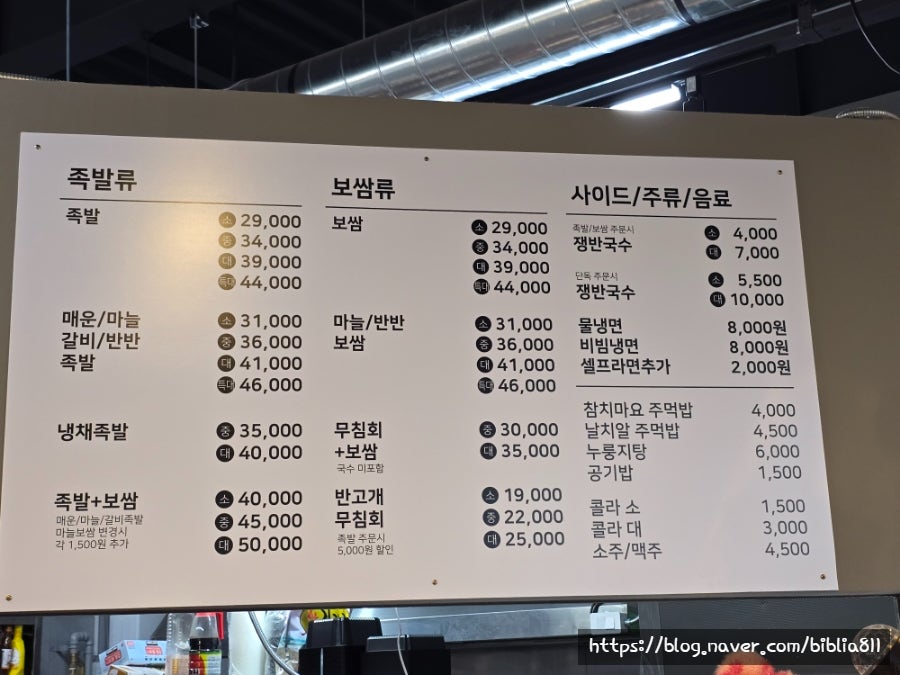 족발류
족발 소 29,000
중 34,000
대 39,000
특대 44,000
매운/마늘 소 31,000
갈비/반반 중 36,000
족발 대 41,000
특대 46,000
냉채족발 중 35,000
대 40,000
족발+보쌈 소 40,000
매운/마늘/갈비족발 중 45,000
마늘보쌈 변경시
각 1,500원 추가 대 50,000
보쌈류
보쌈 소 29,000
중 34,000
대 39,000
특대 44,000
마늘/반반 소 31,000
보쌈 중 36,000
대 41,000
특대 46,000
무침회 중 30,000
+보쌈 대 35,000
국수 미포함
반고개 소 19,000
무침회 중 22,000
족발 주문시 대 25,000
5,000원 할인
사이드/주류/음료
족발/보쌈 주문시 소 4,000
쟁반국수 대 7,000
단독 주문시 소 5,500
쟁반국수 대 10,000
물냉면 8,000원
비빔냉면 8,000원
셀프라면추가 2,000원
참치마요 주먹밥 4,000
날치알 주먹밥 4,500
누룽지탕 6,000
공기밥 1,500
콜라 소 1,500
콜라 대 3,000
소주/맥주 4,500
https://blog.naver.com/biblia811